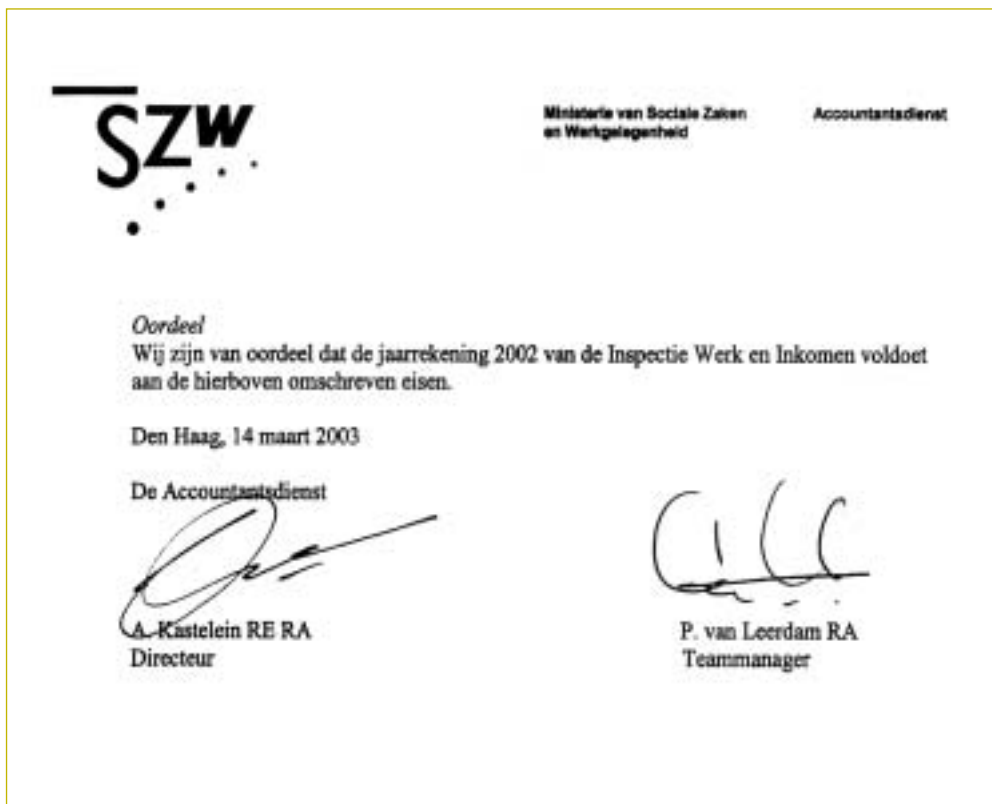 SZW
Ministerie van Sociale Zaken
en Werkgelegenheid
Accountantsdienst
Oordeel
Wij zijn van oordeel dat de jaarrekening 2002 van de Inspectie Werk en Inkomen voldoet
aan de hierboven omschreven eisen.
Den Haag, 14 maart 2003
De Accountantsdienst
A. Kastelein RE RA
Directeur
P. van Leerdam RA
Teammanager